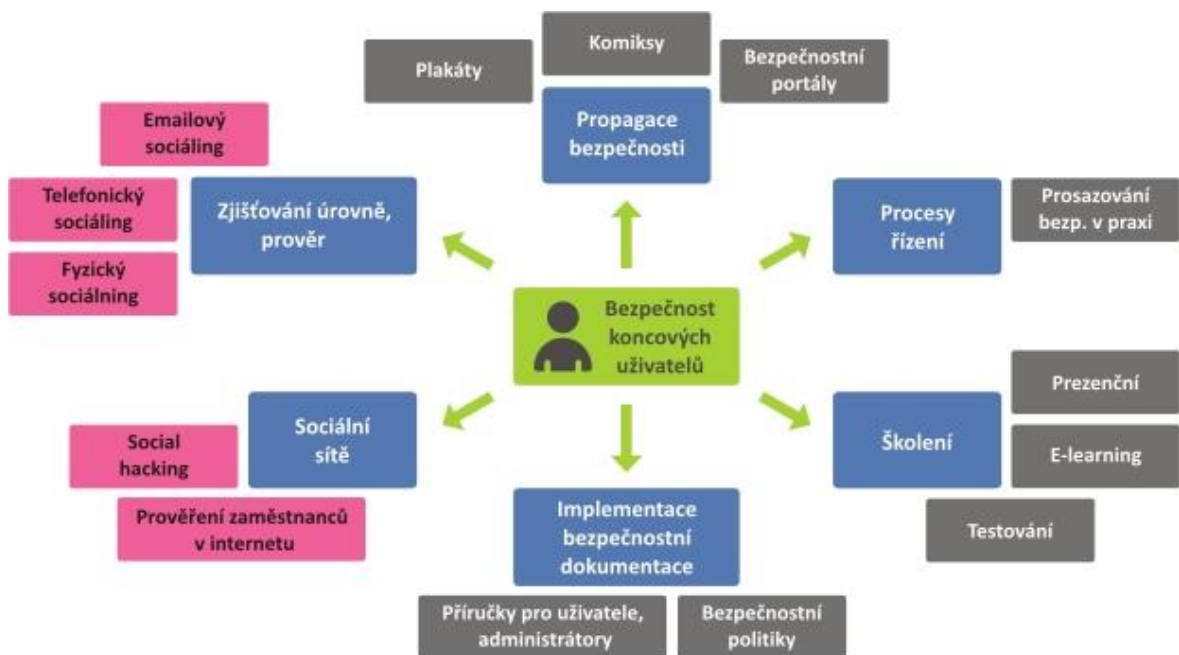 Komiksy
Plakáty
Bezpečnostní
portály
Propagace
bezpečnosti
Emailový
sociáling
Telefonický
sociáling
Fyzický
sociálning
Zjišťování úrovně,
prověr
Procesy
řízení
Prosazování
bezp. v praxi
Bezpečnost
koncových
uživatelů
Sociální
sítě
Social
hacking
Prověření zaměstnanců
v internetu
Školení
Prezenční
E-learning
Testování
Implementace
bezpečnostní
dokumentace
Příručky pro uživatele,
administrátory
Bezpečnostní
politiky